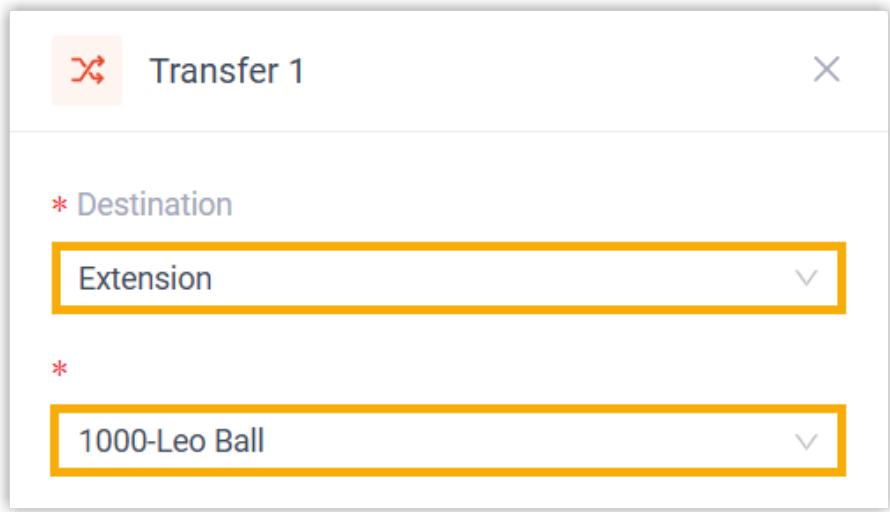 Transfer 1
* Destination
Extension
*
1000-Leo Ball